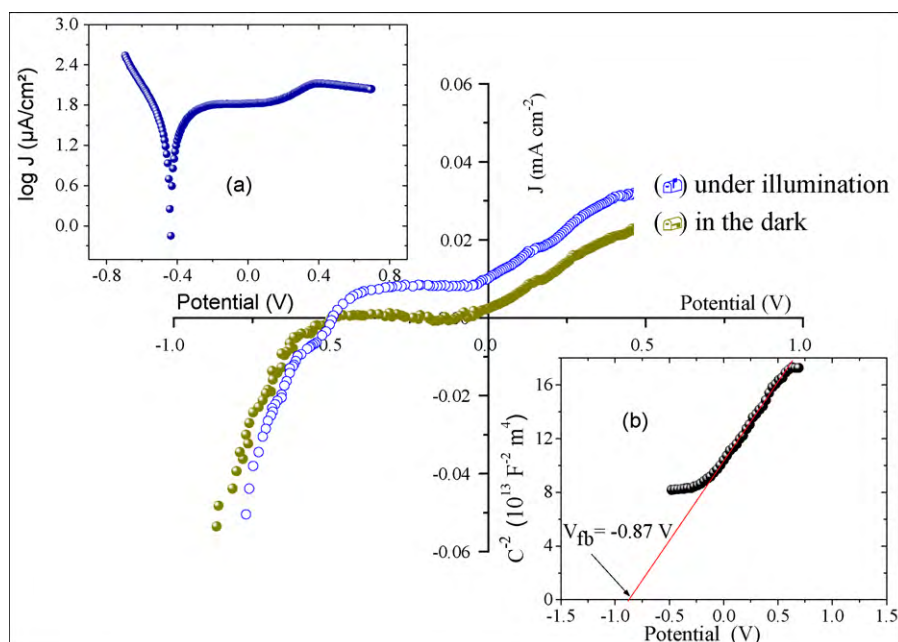 3.0
2.4
1.8
1.2
0.6
0.0
log J (µA/cm²)
(a)
-0.8 -0.4 0.0 0.4 0.8
Potential (V)
0.06
0.04
0.02
0
-0.02
-0.04
-0.06
J (mA cm-2)
under illumination
in the dark
Potential (V)
-1.0 0.5 0 0.5 1.0
16
12
8
4
0
C-2 (1013 F-2 m4)
(b)
Vfb= -0.87 V
-1.5 -1.0 -0.5 0.0 0.5 1.0 1.5
Potential (V)